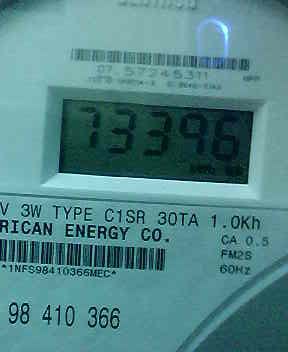 07.57245311
73396
V 3W TYPE C1SR 30TA 1.0Kh
RICAN ENERGY CO.
CA 0.5
FM2S
60Hz
*1NFS98410366MEC*
98 410 366